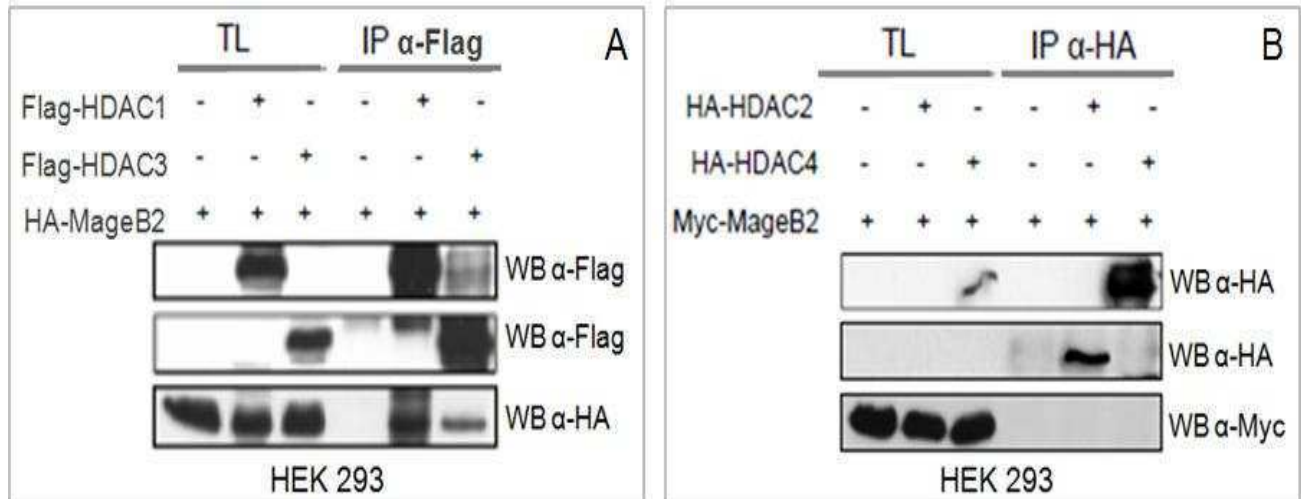 TL IP α-Flag A
Flag-HDAC1 - + - - + -
Flag-HDAC3 - - + - - +
HA-MageB2 + + + + + +
WB α-Flag
WB α-Flag
WB α-HA
HEK 293
TL IP α-HA B
HA-HDAC2 - + - - + -
HA-HDAC4 - - + - - +
Myc-MageB2 + + + + + +
WB α-HA
WB α-HA
WB α-Myc
HEK 293